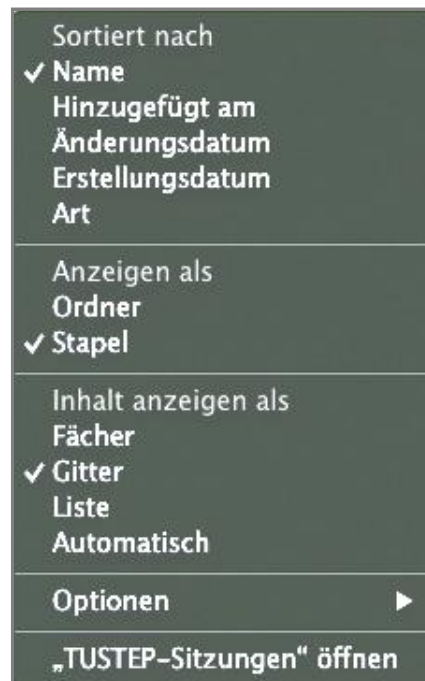 Sortiert nach
✓ Name
Hinzugefügt am
Änderungsdatum
Erstellungsdatum
Art
Anzeigen als
Ordner
✓ Stapel
Inhalt anzeigen als
Fächer
✓ Gitter
Liste
Automatisch
Optionen ▶
„TUSTEP-Sitzungen“ öffnen